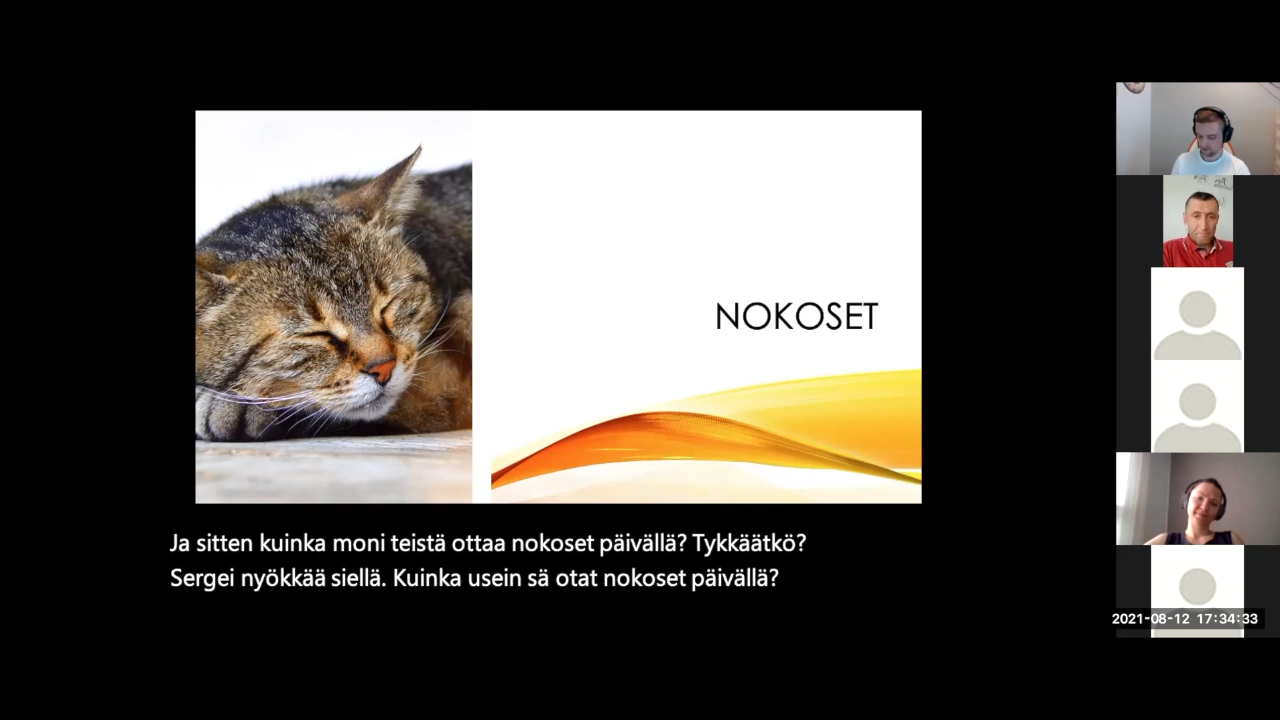 NOKOSET
Ja sitten kuinka moni teistä ottaa nokoset päivällä? Tykkäätkö?
Sergei nyökkää siellä. Kuinka usein sä otat nokoset päivällä?
2021-08-12 17:34:33